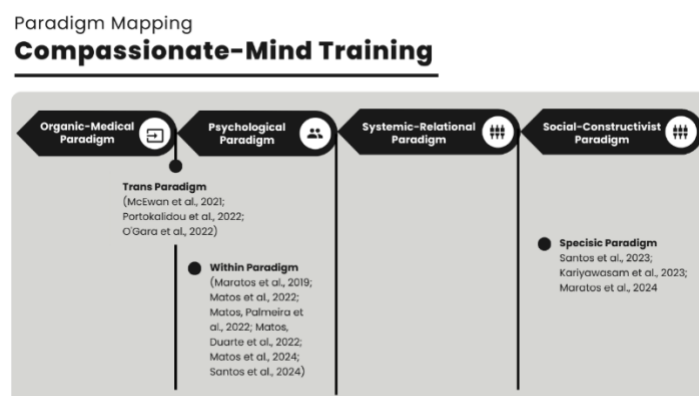 Paradigm Mapping
Compassionate-Mind Training
Organic-Medical
Paradigm
Psychological
Paradigm
Systemic-Relational
Paradigm
Social-Constructivist
Paradigm
Trans Paradigm
(McEwan et al., 2021;
Portokalidou et al., 2022;
O'Gara et al., 2022)
Within Paradigm
(Maratos et al., 2019;
Matos et al., 2022;
Matos, Palmeira et
al., 2022; Matos,
Duarte et al., 2022;
Matos et al., 2024;
Santos et al., 2024)
Specisic Paradigm
Santos et al., 2023;
Kariyawasam et al., 2023;
Maratos et al., 2024